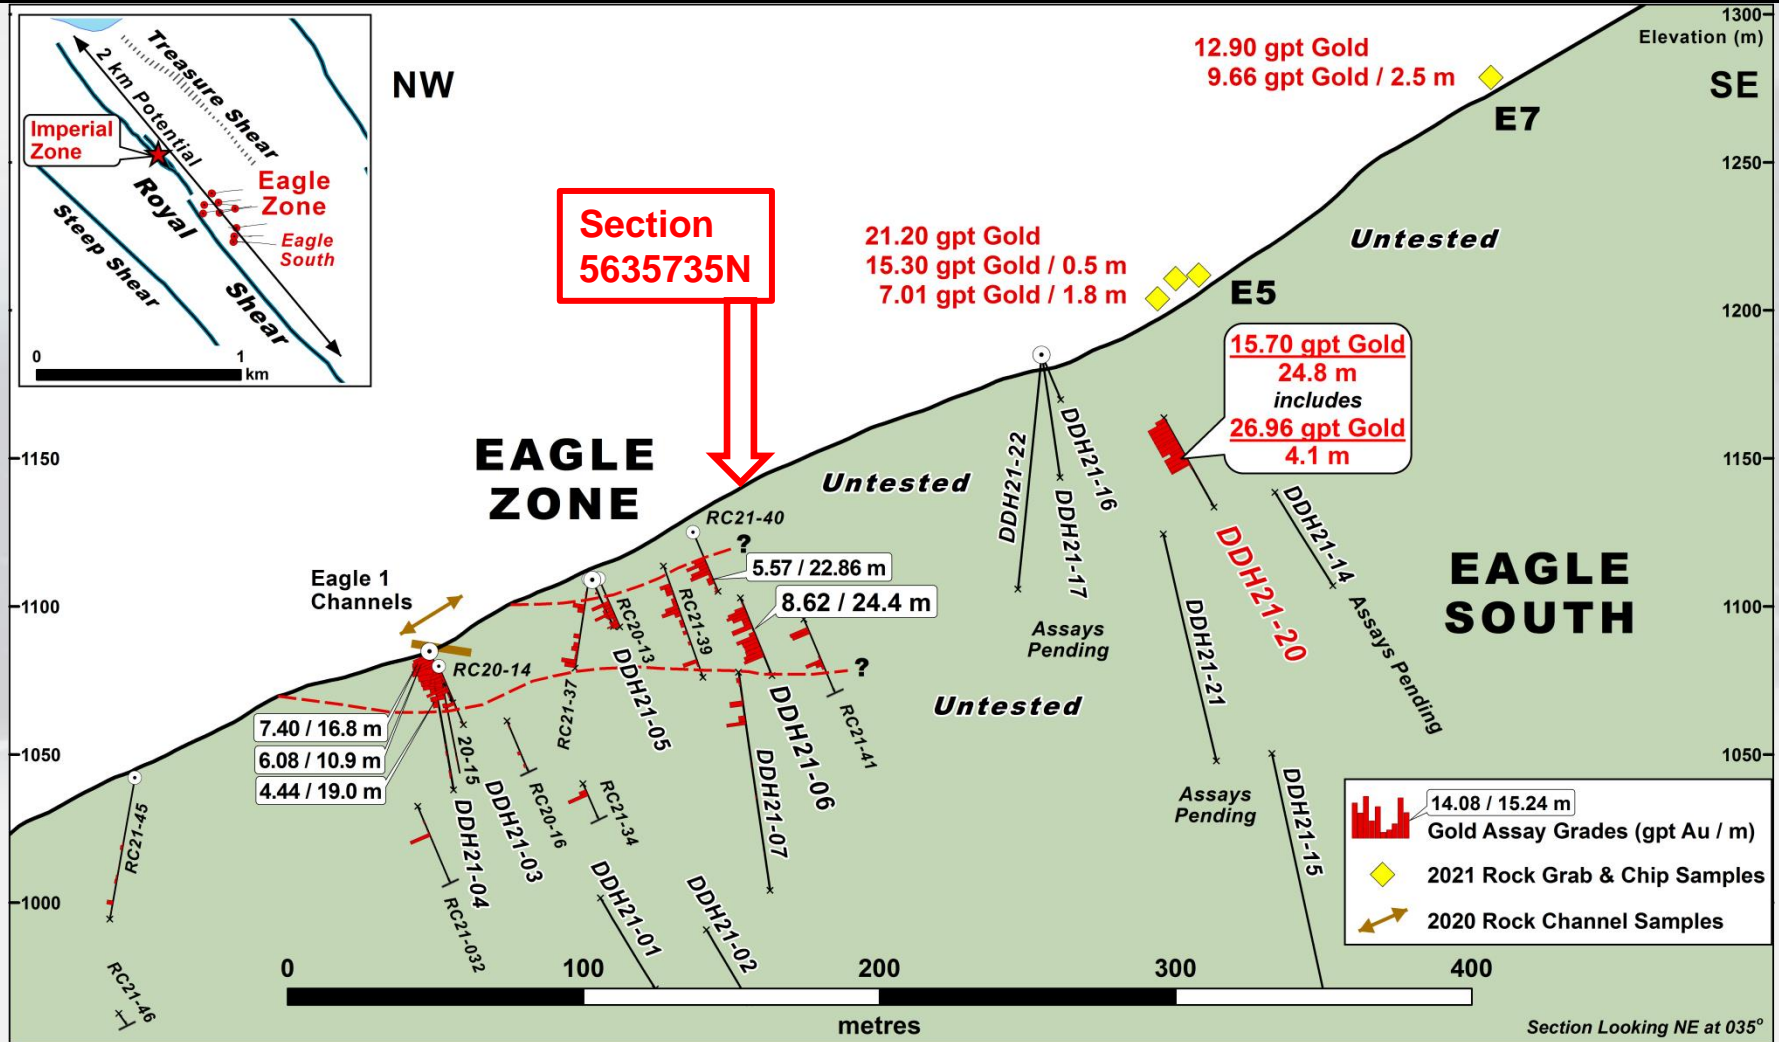 1300
Elevation (m)
12.90 gpt Gold
9.66 gpt Gold / 2.5 m
NW
SE
E7
2 km Potential
Treasure Shear
Imperial
Zone
Eagle
Zone
Eagle
South
Royal
Shear
Steep Shear
0
1
km
1250
Section
5635735N
21.20 gpt Gold
15.30 gpt Gold / 0.5 m
7.01 gpt Gold / 1.8 m
Untested
E5
1200
15.70 gpt Gold
24.8 m
includes
26.96 gpt Gold
4.1 m
1150
1150
EAGLE
ZONE
Untested
DDH21-22
DDH21-16
DDH21-17
DDH21-14
DDH21-20
DDH21-21
RC21-40
?
5.57 / 22.86 m
8.62 / 24.4 m
Eagle 1
Channels
EAGLE
SOUTH
1100
1100
Assays
Pending
Assays Pending
RC20-14
RC20-13
RC21-39
RC21-37
DDH21-05
?
Untested
DDH21-06
RC21-41
7.40 / 16.8 m
6.08 / 10.9 m
4.44 / 19.0 m
20-15
1050
1050
DDH21-07
RC21-45
DDH21-04
DDH21-03
RC20-16
RC21-34
Assays
Pending
DDH21-15
14.08 / 15.24 m
Gold Assay Grades (gpt Au / m)
2021 Rock Grab & Chip Samples
2020 Rock Channel Samples
1000
RC21-032
DDH21-01
DDH21-02
RC21-46
0
100
200
300
400
metres
Section Looking NE at 035°